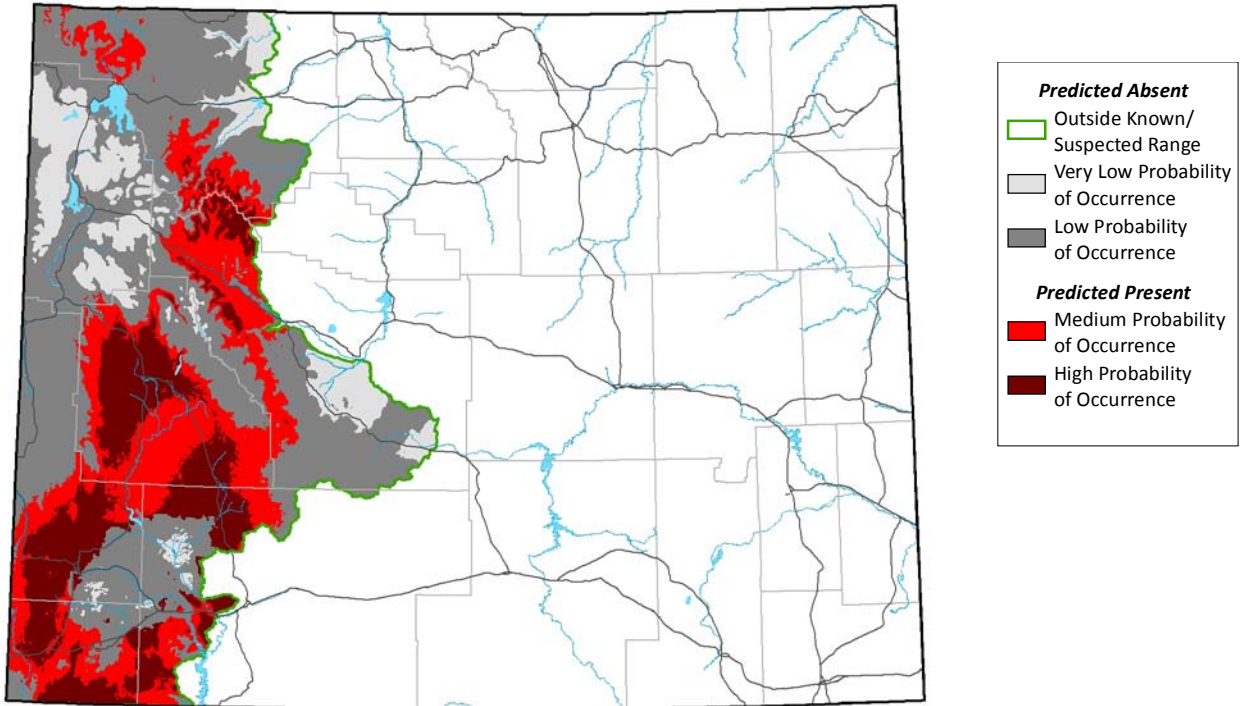 Predicted Absent
Outside Known/
Suspected Range
Very Low Probability
of Occurrence
Low Probability
of Occurrence
Predicted Present
Medium Probability
of Occurrence
High Probability
of Occurrence